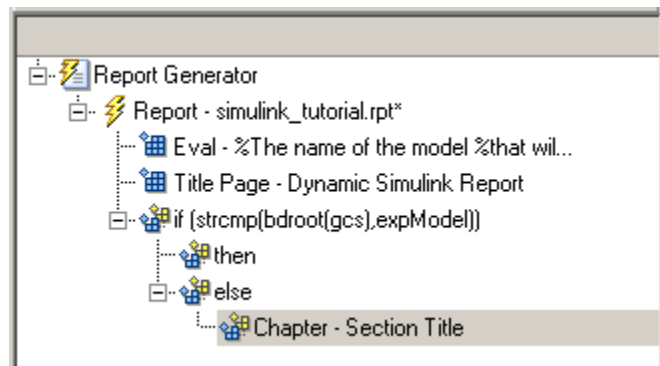 Report Generator
Report - simulink_tutorial.rpt*
Eval - %The name of the model %that wil...
Title Page - Dynamic Simulink Report
if (strcmp(bdroot(gcs),expModel))
then
else
Chapter - Section Title